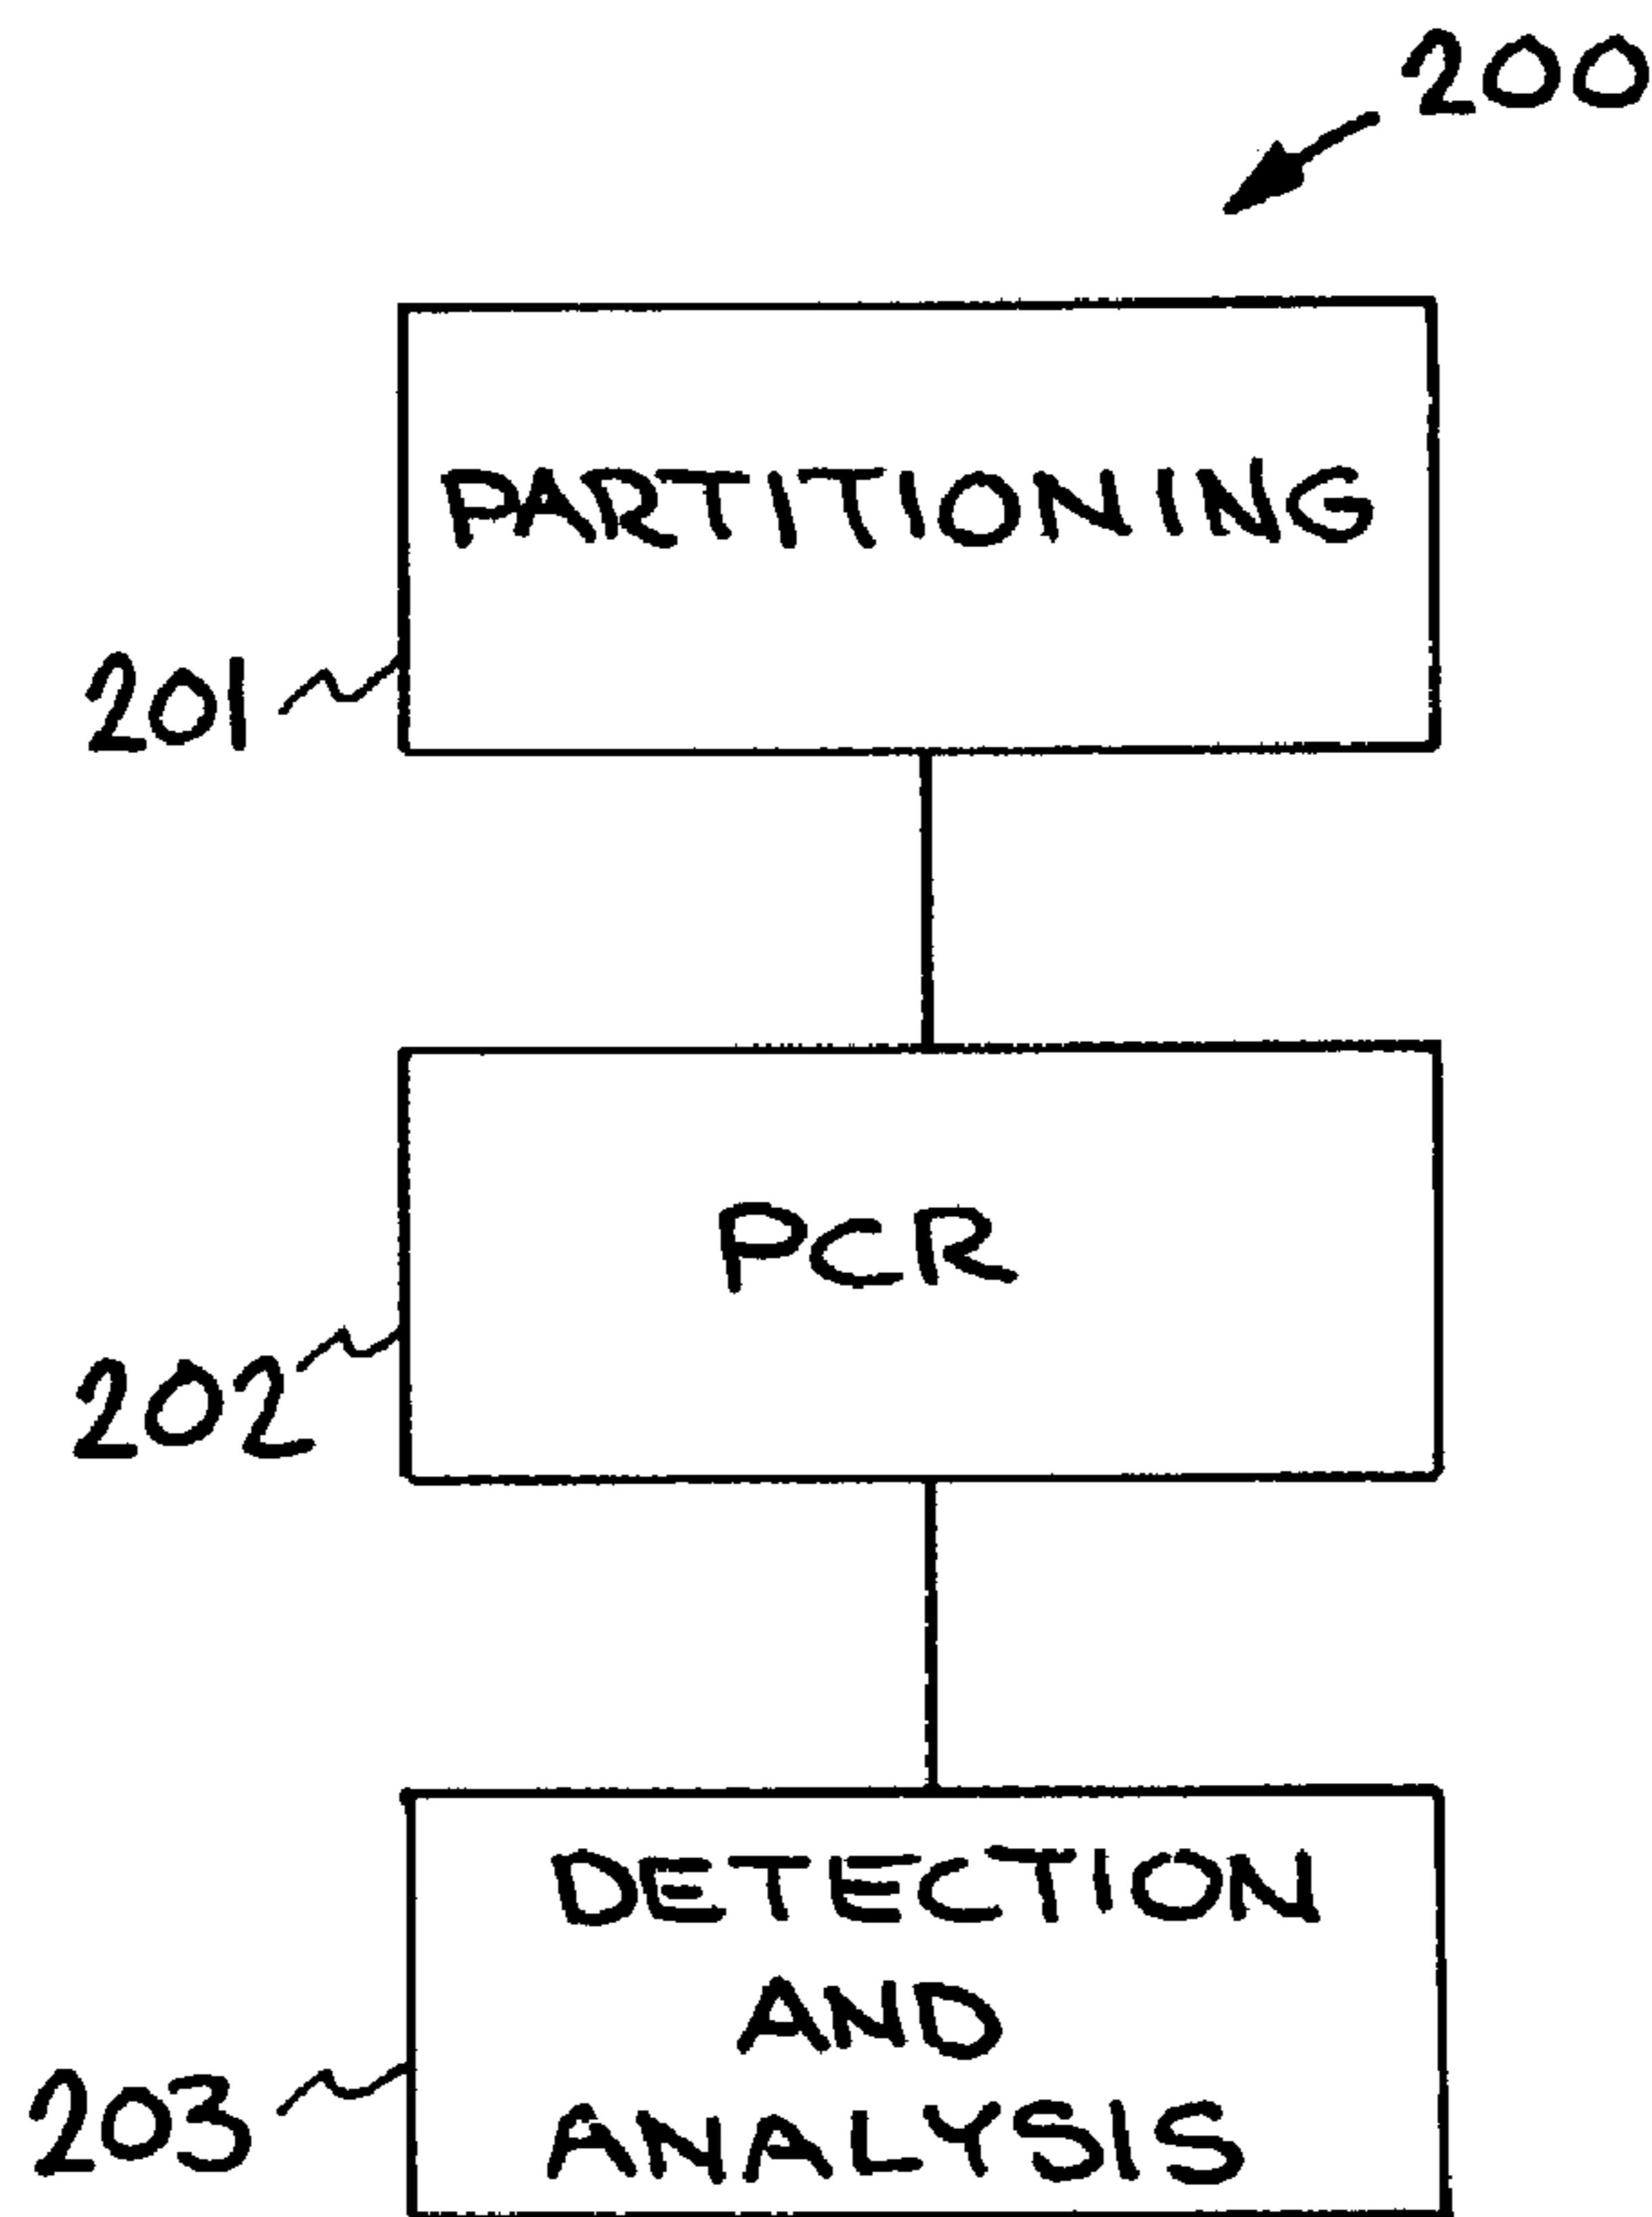 200
PARTITIONING
201
PCR
202
DETECTION
AND
ANALYSIS
203